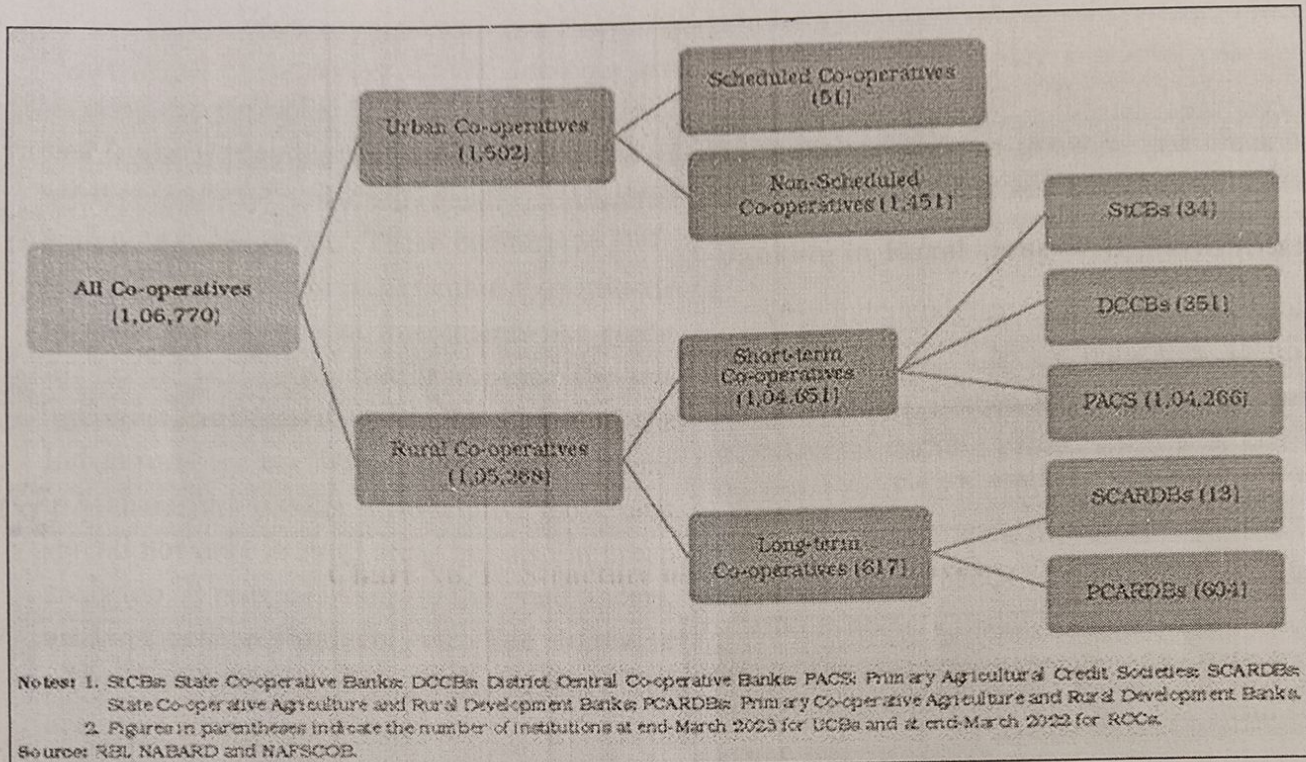 Scheduled Co-operatives
(51)
Urban Co-operatives
(1,502)
Non-Scheduled
Co-operatives (1,451)
StCBs (34)
All Co-operatives
(1,06,770)
DCCBs (351)
Short-term
Co-operatives
(1,04,651)
PACS (1,04,266)
Rural Co-operatives
(1,05,268)
SCARDBs (13)
Long-term
Co-operatives (617)
PCARDBs (604)
Notes: 1. StCBs: State Co-operative Banks; DCCBs: District Central Co-operative Banks; PACS: Primary Agricultural Credit Societies; SCARDBs:
State Co-operative Agriculture and Rural Development Banks; PCARDBs: Primary Co-operative Agriculture and Rural Development Banks.
2. Figures in parentheses indicate the number of institutions at end-March 2023 for UCBs and at end-March 2022 for RCCs.
Source: RBI, NABARD and NAFSCOB.